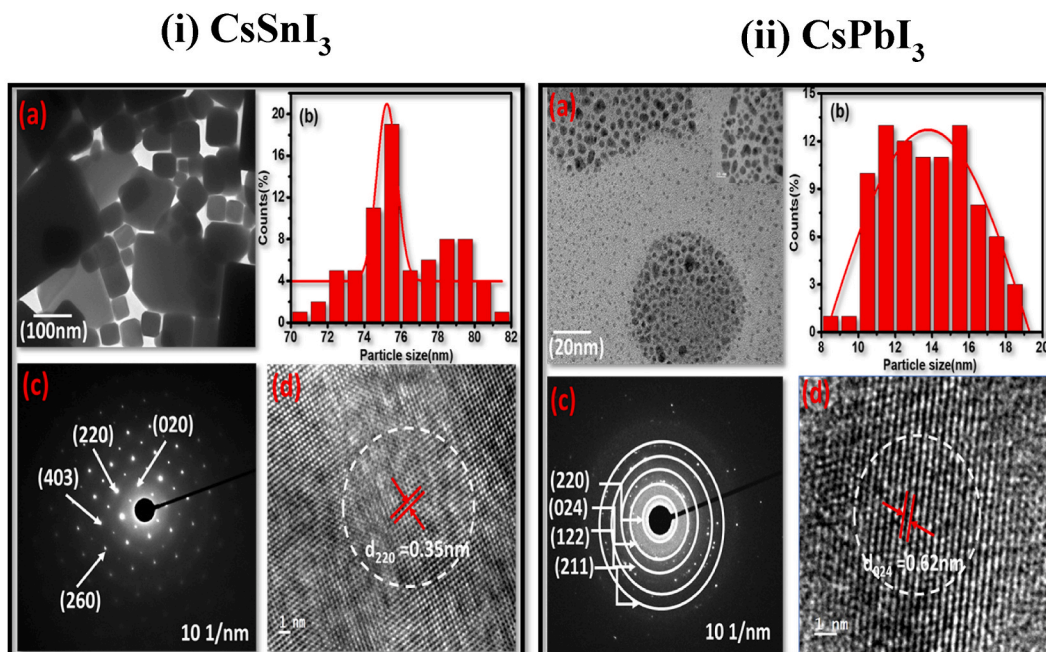 (i) CsSnI₃
(ii) CsPbI₃
(a)
(100nm)
(b)
Counts(%)
20
16
12
8
4
0
70 72 74 76 78 80 82
Particle size(nm)
(c)
(220)
(020)
(403)
(260)
10 1/nm
(d)
d₂₂₀ =0.35nm
1 nm
(a)
(20nm)
(b)
Counts(%)
15
12
9
6
3
0
8 10 12 14 16 18 20
Particle size(nm)
(c)
(220)
(024)
(122)
(211)
10 1/nm
(d)
d₀₂₄ =0.62nm
1 nm